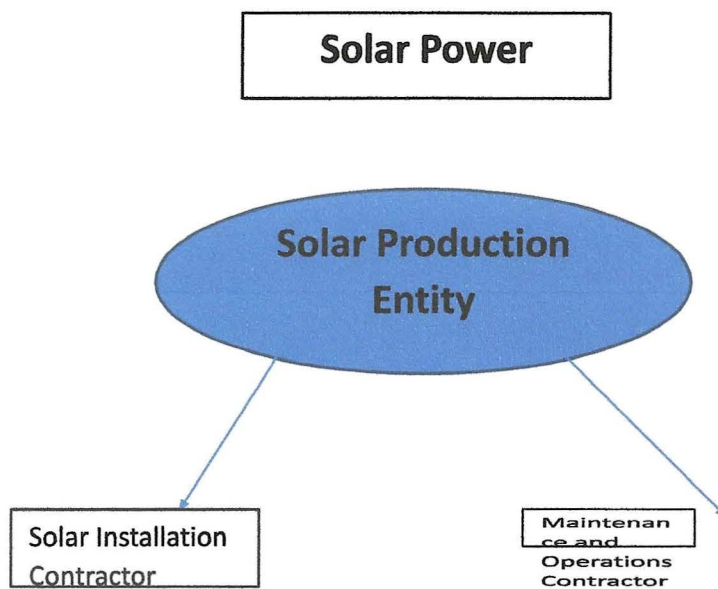 Solar Power
Solar Production
Entity
Solar Installation
Contractor
Maintenan
ce and
Operations
Contractor